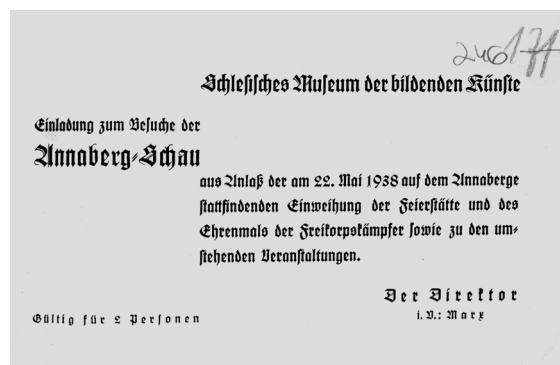 246/71
Schlesisches Museum der bildenden Künste
Einladung zum Besuche der
Annaberg-Schau
aus Anlaß der am 22. Mai 1938 auf dem Annaberge
stattfindenden Einweihung der Feierstätte und des
Ehrenmals der Freikorpskämpfer sowie zu den um-
stehenden Veranstaltungen.
Der Direktor
i. V.: Marx
Gültig für 2 Personen